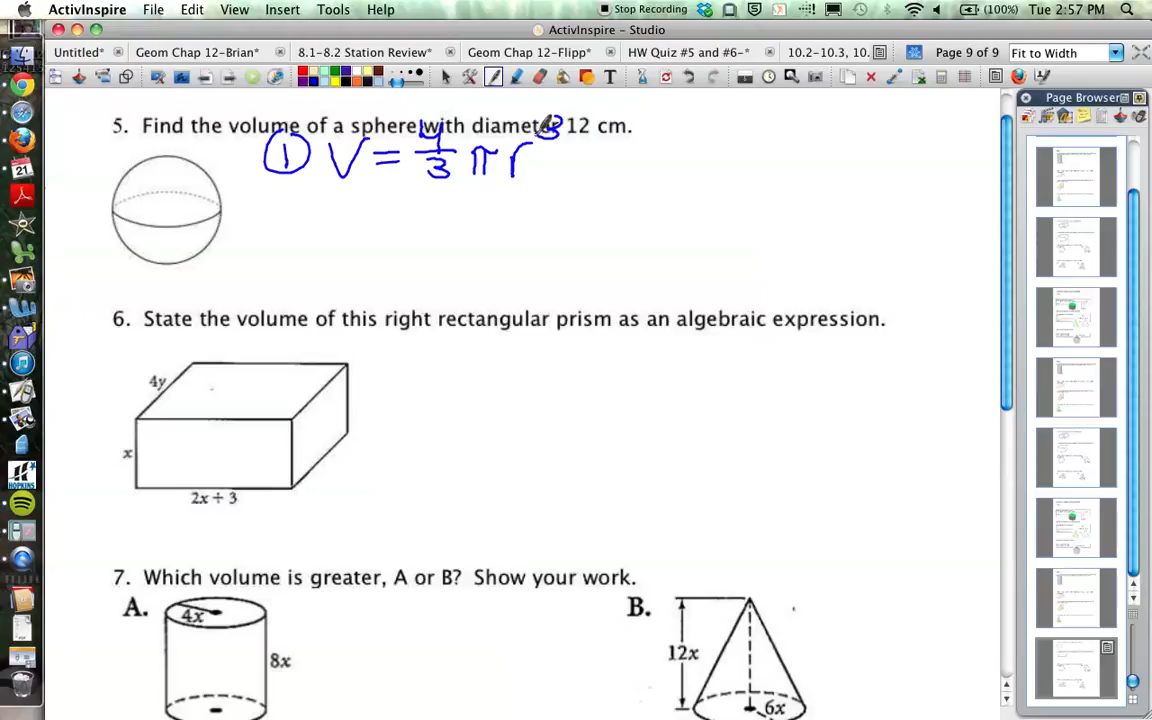 ActivInspire File Edit View Insert Tools Help Stop Recording (100%) Tue 2:57 PM
ActivInspire - Studio
Untitled* Geom Chap 12-Brian* 8.1-8.2 Station Review* Geom Chap 12-Flipp* HW Quiz #5 and #6-* 10.2-10.3, 10. Page 9 of 9 Fit to Width
Page Browser
5. Find the volume of a sphere with diameter 12 cm.
① V = 4/3 π r³
6. State the volume of this right rectangular prism as an algebraic expression.
4y
x
2x + 3
7. Which volume is greater, A or B? Show your work.
A.
4x
8x
B.
12x
6x
21
HOPKINS